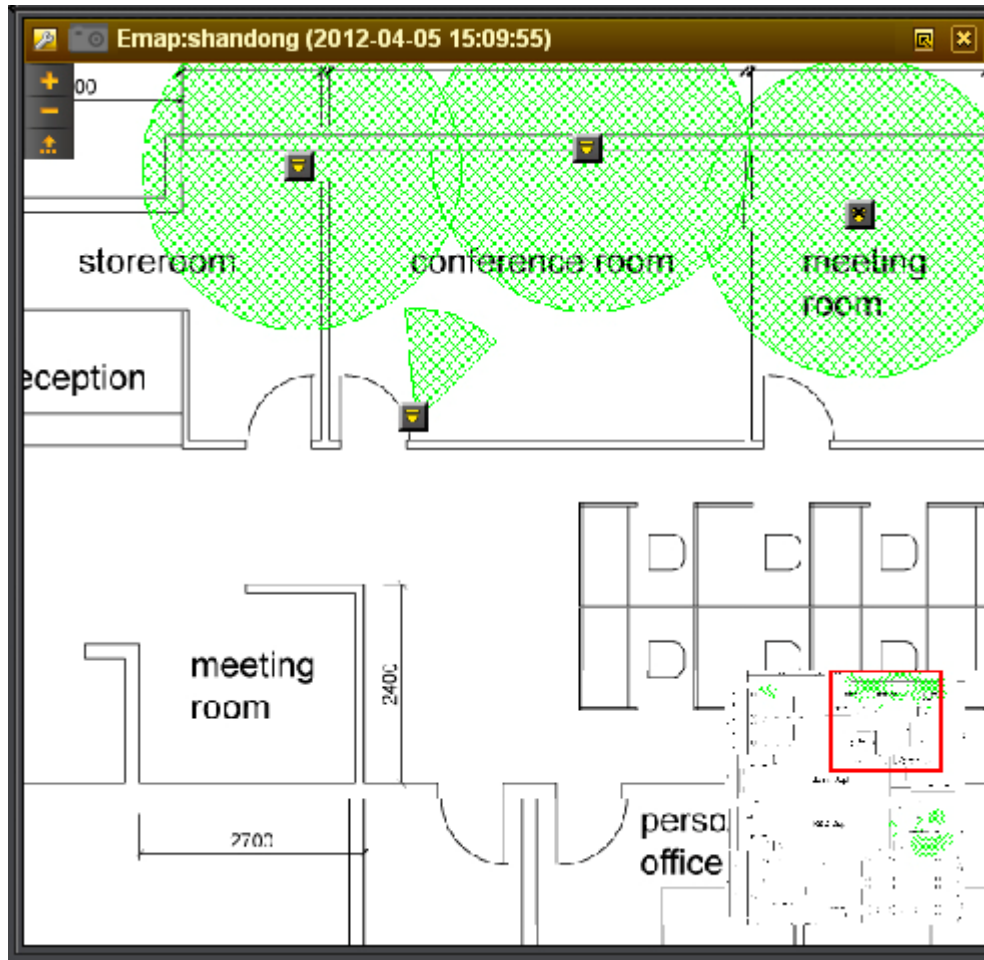 Emap:shandong (2012-04-05 15:09:55)
00
storeroom
conference room
meeting
room
eception
meeting
room
2400
2700
perso
office